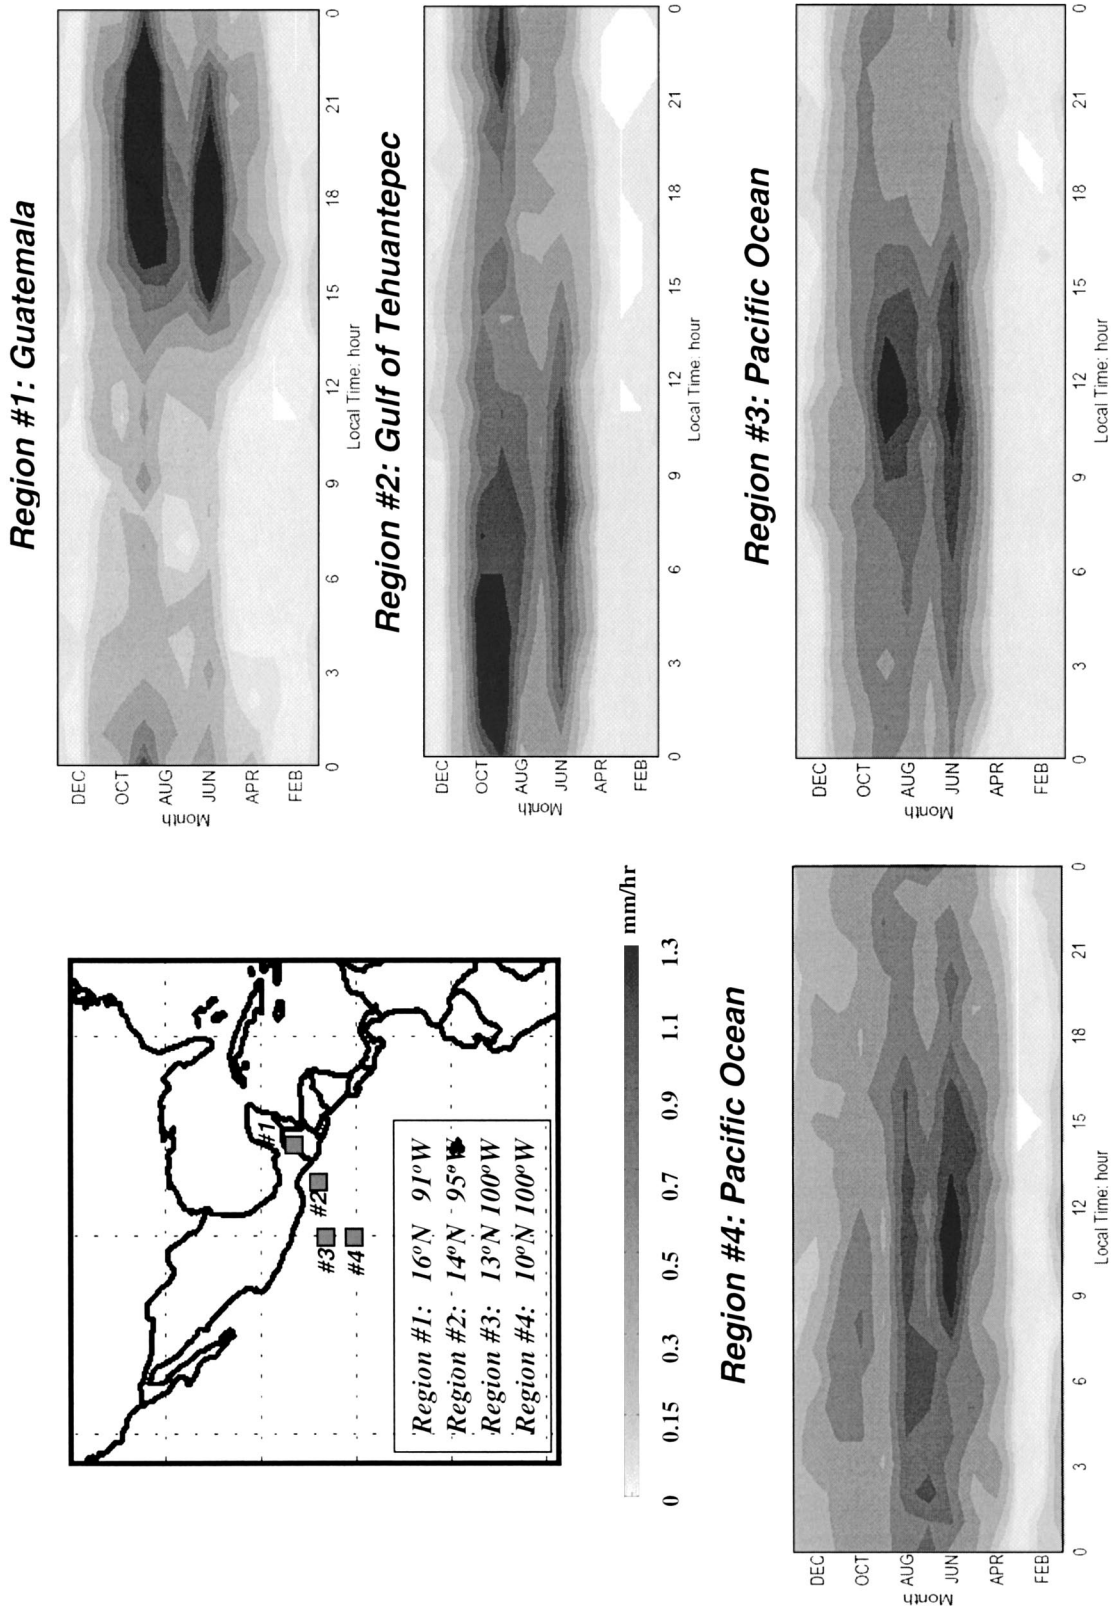 #1
#2
#3
#4
Region #1: 16°N 91°W
Region #2: 14°N 95°W
Region #3: 13°N 100°W
Region #4: 10°N 100°W
0 0.15 0.3 0.5 0.7 0.9 1.1 1.3 mm/hr
Region #1: Guatemala
DEC
OCT
AUG
JUN
APR
FEB
Month
0 3 6 9 12 15 18 21 0
Local Time: hour
Region #2: Gulf of Tehuantepec
DEC
OCT
AUG
JUN
APR
FEB
Month
0 3 6 9 12 15 18 21 0
Local Time: hour
Region #4: Pacific Ocean
DEC
OCT
AUG
JUN
APR
FEB
Month
0 3 6 9 12 15 18 21 0
Local Time: hour
Region #3: Pacific Ocean
DEC
OCT
AUG
JUN
APR
FEB
Month
0 3 6 9 12 15 18 21 0
Local Time: hour